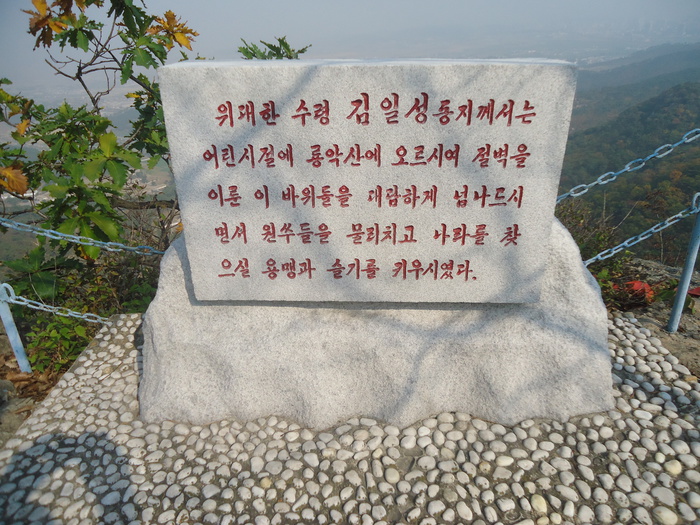 위대한 수령 김일성동지께서는
어린시절에 룡악산에 오르시여 절벽을
이룬 이 바위들을 대담하게 넘나드시
면서 원쑤들을 물리치고 나라를 찾
으실 용맹과 슬기를 키우시였다.